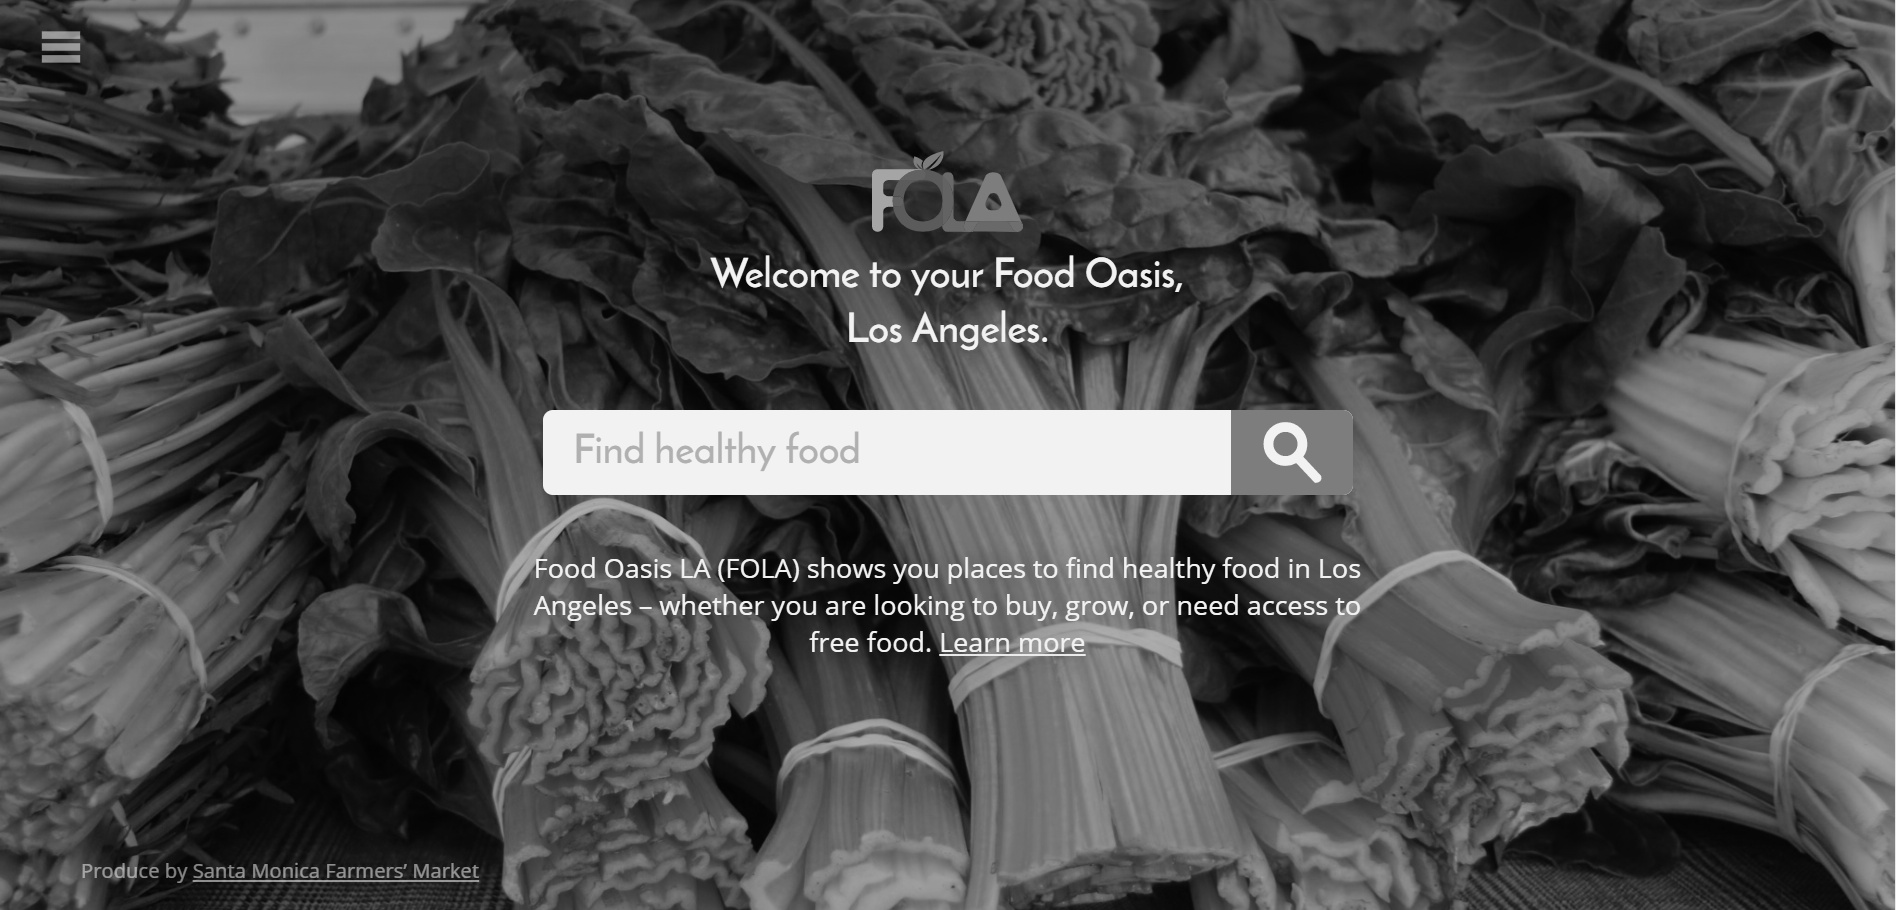 FOLA
Welcome to your Food Oasis,
Los Angeles.
Find healthy food
Food Oasis LA (FOLA) shows you places to find healthy food in Los
Angeles – whether you are looking to buy, grow, or need access to
free food. Learn more
Produce by Santa Monica Farmers’ Market